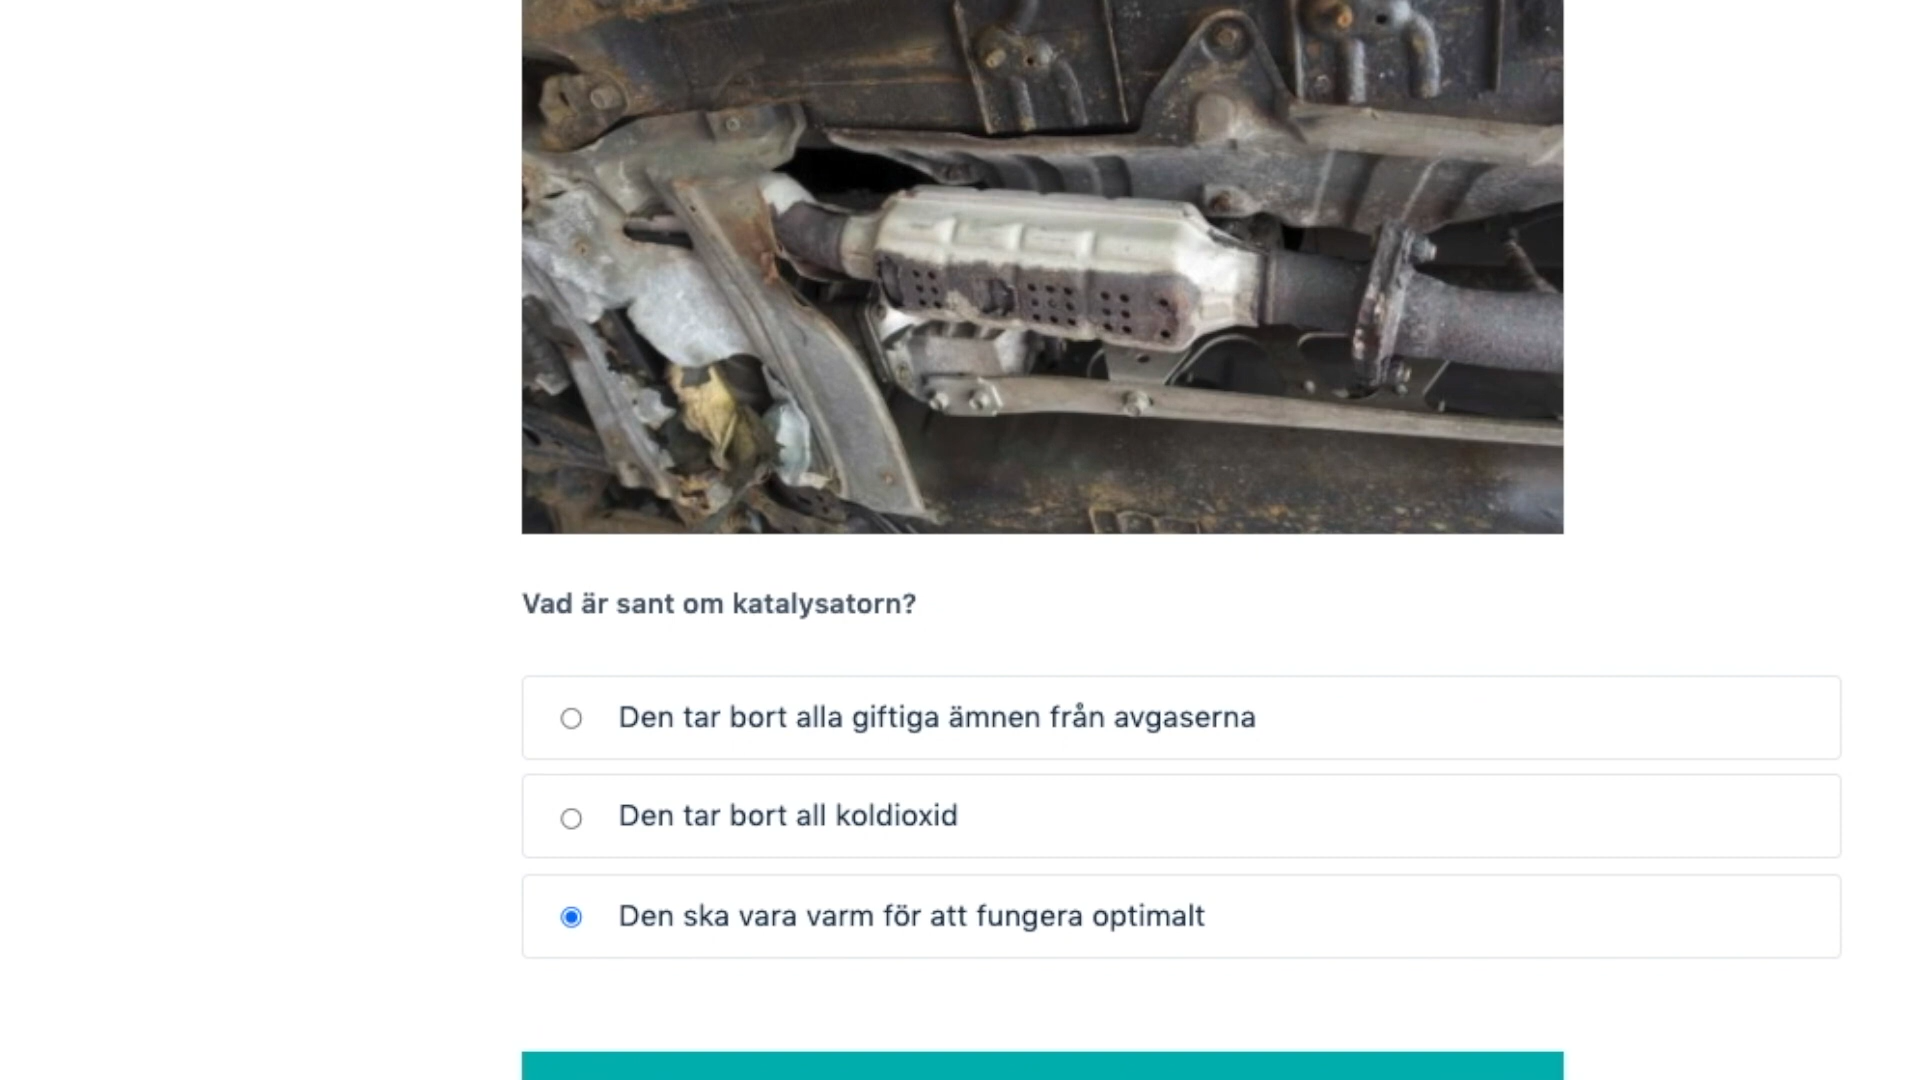 Vad är sant om katalysatorn?
Den tar bort alla giftiga ämnen från avgaserna
Den tar bort all koldioxid
Den ska vara varm för att fungera optimalt